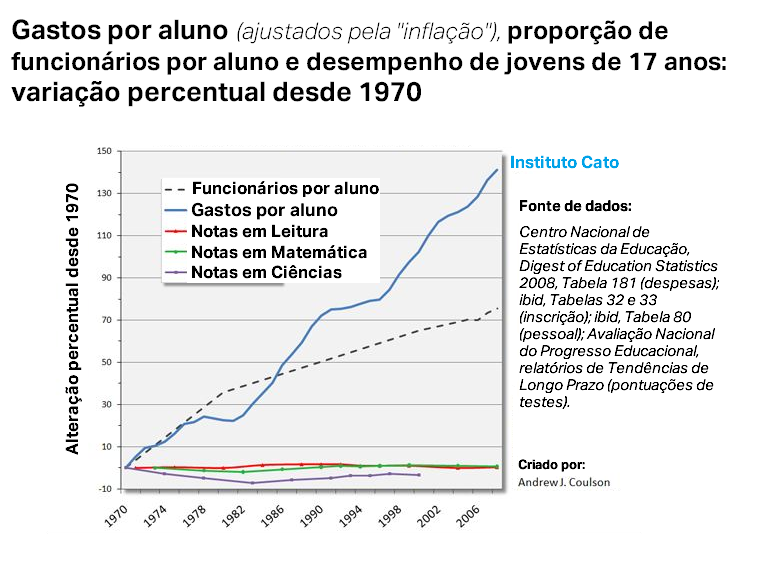 Gastos por aluno (ajustados pela "inflação"), proporção de
funcionários por aluno e desempenho de jovens de 17 anos:
variação percentual desde 1970
Alteração percentual desde 1970
150
130
110
90
70
50
30
10
-10
Funcionários por aluno
Gastos por aluno
Notas em Leitura
Notas em Matemática
Notas em Ciências
1970
1974
1978
1982
1986
1990
1994
1998
2002
2006
Instituto Cato
Fonte de dados:
Centro Nacional de
Estatísticas da Educação,
Digest of Education Statistics
2008, Tabela 181 (despesas);
ibid, Tabelas 32 e 33
(inscrição); ibid, Tabela 80
(pessoal); Avaliação Nacional
do Progresso Educacional,
relatórios de Tendências de
Longo Prazo (pontuações de
testes).
Criado por:
Andrew J. Coulson